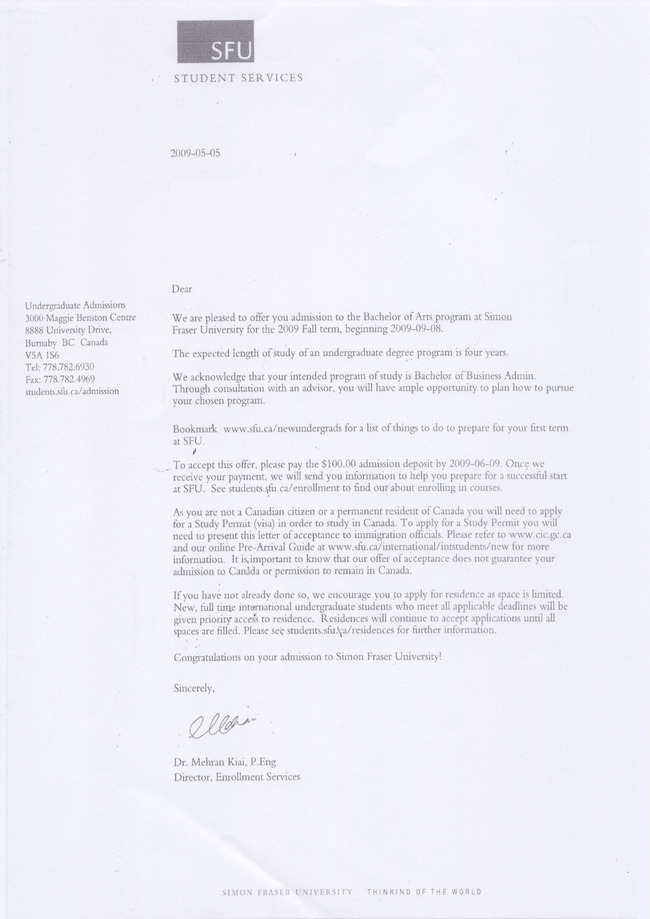 SFU
STUDENT SERVICES
2009-05-05
Dear
Undergraduate Admissions
3000 Maggie Benston Centre
8888 University Drive,
Burnaby BC Canada
V5A 1S6
Tel: 778.782.6930
Fax: 778.782.4969
students.sfu.ca/admission
We are pleased to offer you admission to the Bachelor of Arts program at Simon
Fraser University for the 2009 Fall term, beginning 2009-09-08.
The expected length of study of an undergraduate degree program is four years.
We acknowledge that your intended program of study is Bachelor of Business Admin.
Through consultation with an advisor, you will have ample opportunity to plan how to pursue
your chosen program.
Bookmark www.sfu.ca/newundergrads for a list of things to do to prepare for your first term
at SFU.
To accept this offer, please pay the $100.00 admission deposit by 2009-06-09. Once we
receive your payment, we will send you information to help you prepare for a successful start
at SFU. See students.sfu.ca/enrollment to find out about enrolling in courses.
As you are not a Canadian citizen or a permanent resident of Canada you will need to apply
for a Study Permit (visa) in order to study in Canada. To apply for a Study Permit you will
need to present this letter of acceptance to immigration officials. Please refer to www.cic.gc.ca
and our online Pre-Arrival Guide at www.sfu.ca/international/intstudents/new for more
information. It is important to know that our offer of acceptance does not guarantee your
admission to Canada or permission to remain in Canada.
If you have not already done so, we encourage you to apply for residence as space is limited.
New, full time international undergraduate students who meet all applicable deadlines will be
given priority access to residence. Residences will continue to accept applications until all
spaces are filled. Please see students.sfu.ca/residences for further information.
Congratulations on your admission to Simon Fraser University!
Sincerely,
Dr. Mehran Kiai, P.Eng
Director, Enrollment Services
SIMON FRASER UNIVERSITY THINKING OF THE WORLD